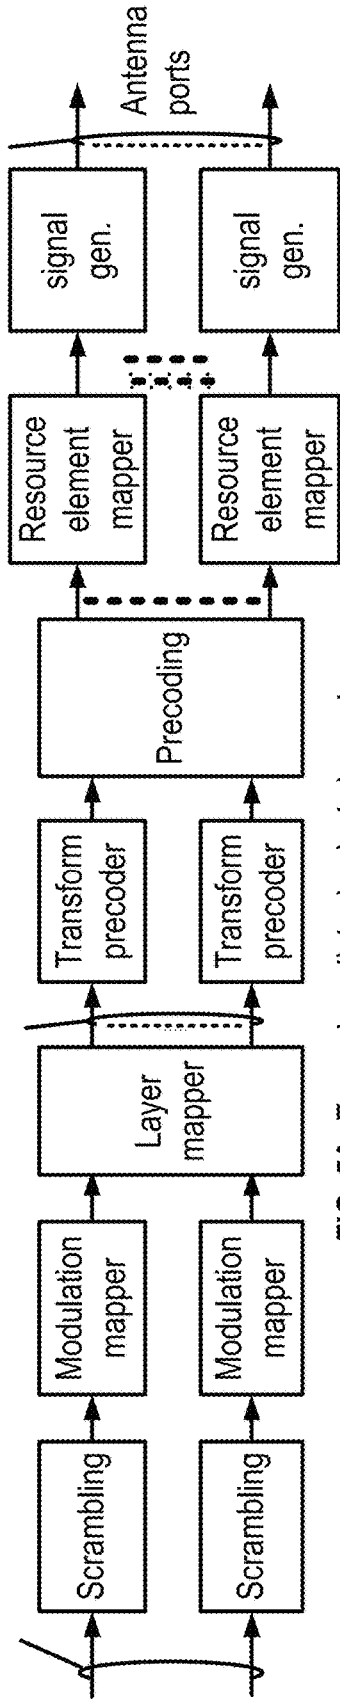 Scrambling
Scrambling
Modulation
mapper
Modulation
mapper
Layer
mapper
Transform
precoder
Transform
precoder
Precoding
Resource
element
mapper
Resource
element
mapper
signal
gen.
signal
gen.
Antenna
ports